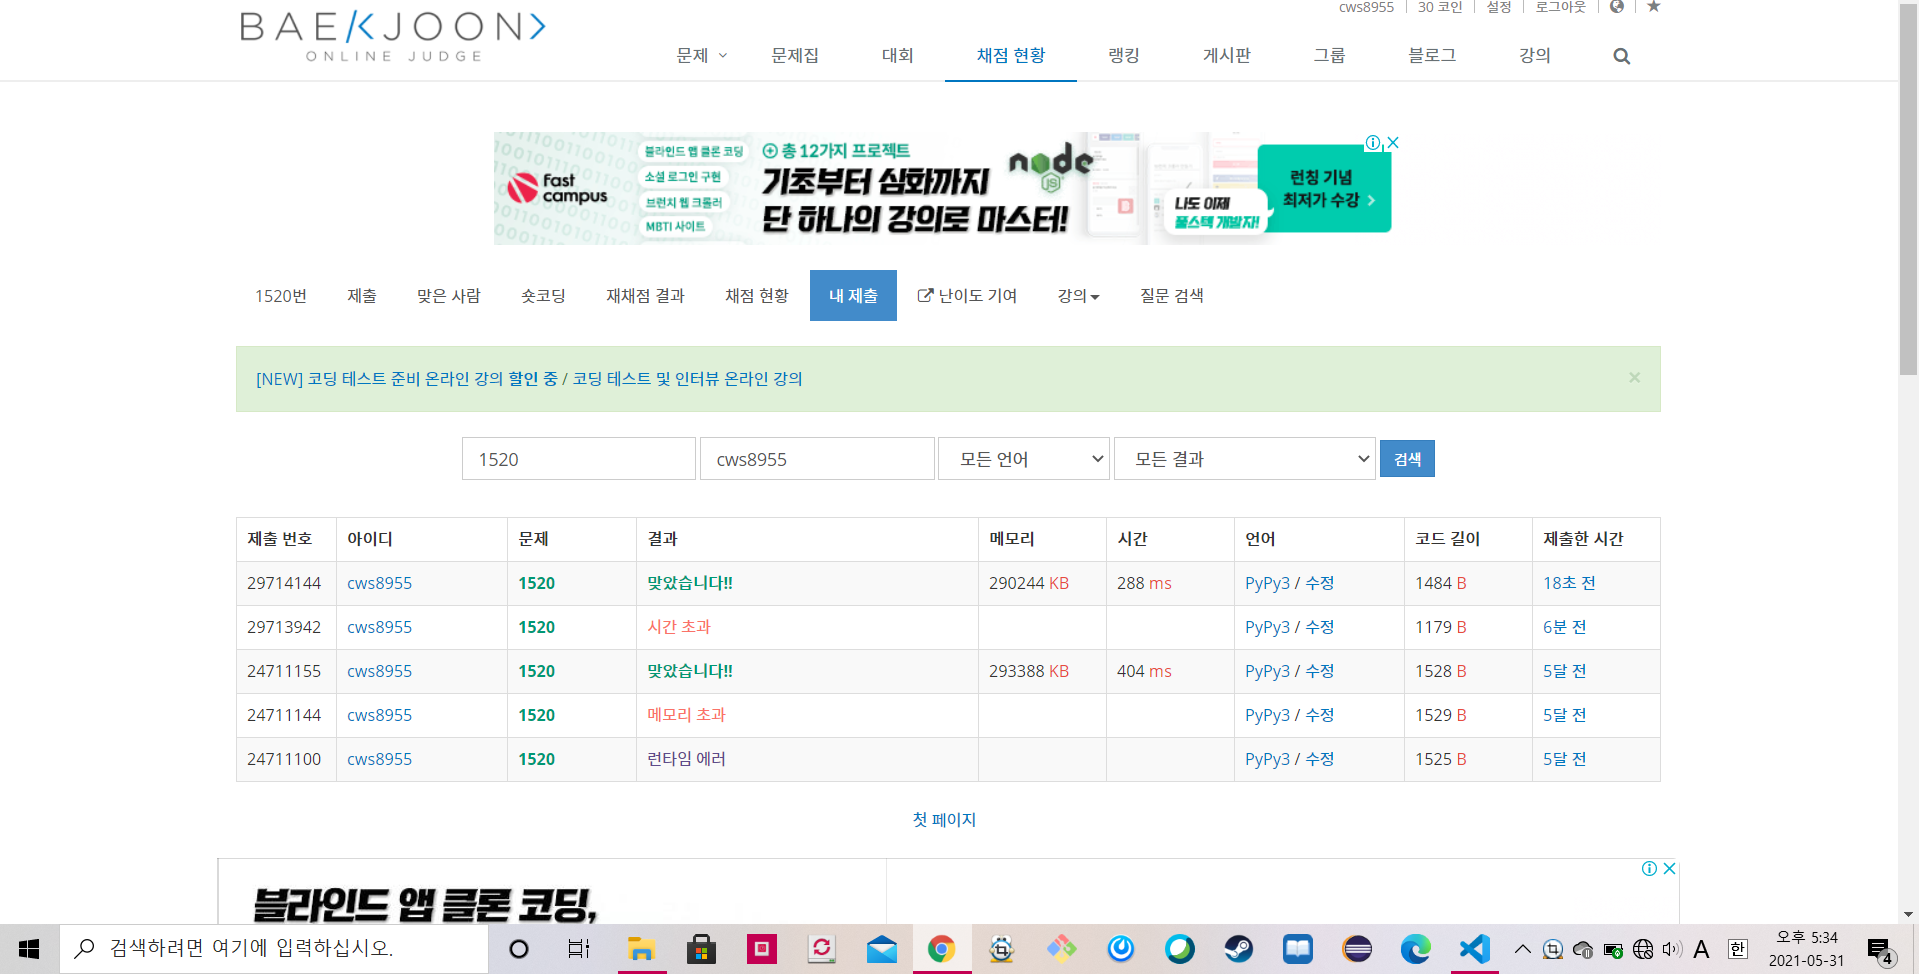 cws8955 30 코인 설정 로그아웃
BAEKJOON
ONLINE JUDGE
문제 문제집 대회 채점 현황 랭킹 게시판 그룹 블로그 강의
fast campus
블라인드 앱 클론 코딩
소셜 로그인 구현
브런치 웹 크롤러
MBTI 사이트
총 12가지 프로젝트
기초부터 심화까지
단 하나의 강의로 마스터!
node
JS
나도 이제
풀스택 개발자!
런칭 기념
최저가 수강 >
1520번 제출 맞은 사람 숏코딩 재채점 결과 채점 현황 내 제출 난이도 기여 강의 질문 검색
[NEW] 코딩 테스트 준비 온라인 강의 할인 중 / 코딩 테스트 및 인터뷰 온라인 강의 ×
1520 cws8955 모든 언어 모든 결과 검색
제출 번호 아이디 문제 결과 메모리 시간 언어 코드 길이 제출한 시간
29714144 cws8955 1520 맞았습니다!! 290244 KB 288 ms PyPy3 / 수정 1484 B 18초 전
29713942 cws8955 1520 시간 초과 PyPy3 / 수정 1179 B 6분 전
24711155 cws8955 1520 맞았습니다!! 293388 KB 404 ms PyPy3 / 수정 1528 B 5달 전
24711144 cws8955 1520 메모리 초과 PyPy3 / 수정 1529 B 5달 전
24711100 cws8955 1520 런타임 에러 PyPy3 / 수정 1525 B 5달 전
첫 페이지
블라인드 앱 클론 코딩,
검색하려면 여기에 입력하십시오.
A 한 오후 5:34
2021-05-31
4